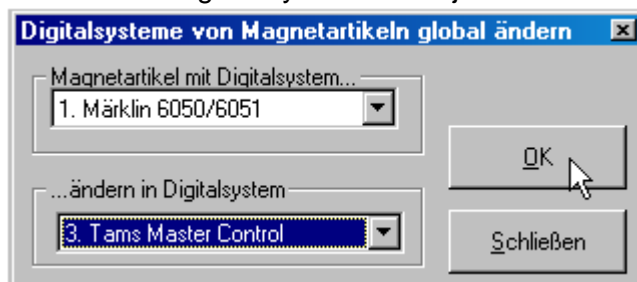 Digitalsysteme von Magnetartikeln global ändern
Magnetartikel mit Digitalsystem...
1. Märklin 6050/6051
OK
...ändern in Digitalsystem
3. Tams Master Control
Schließen